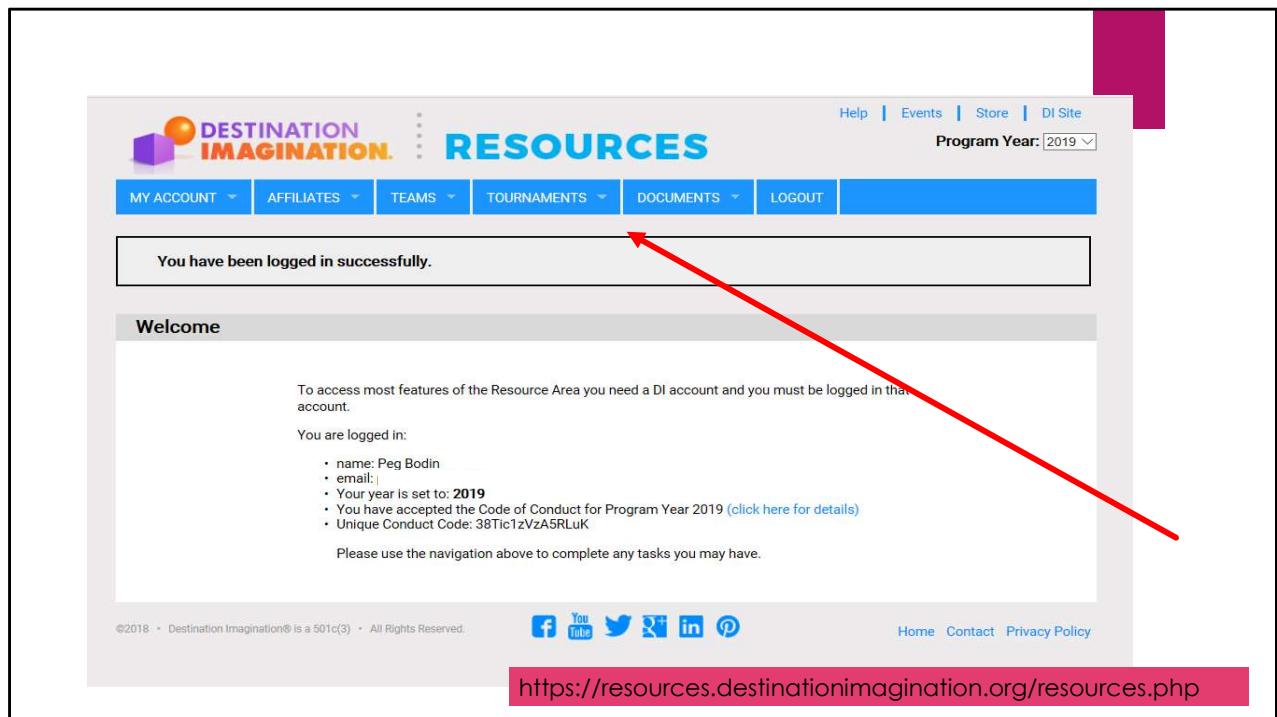 Help | Events | Store | DI Site
DESTINATION
IMAGINATION.
RESOURCES
Program Year: 2019
MY ACCOUNT AFFILIATES TEAMS TOURNAMENTS DOCUMENTS LOGOUT
You have been logged in successfully.
Welcome
To access most features of the Resource Area you need a DI account and you must be logged in that
account.
You are logged in:
• name: Peg Bodin
• email:
• Your year is set to: 2019
• You have accepted the Code of Conduct for Program Year 2019 (click here for details)
• Unique Conduct Code: 38Tic1zVzA5RLuK
Please use the navigation above to complete any tasks you may have.
©2018 • Destination Imagination® is a 501c(3) • All Rights Reserved.
You
Tube
Home Contact Privacy Policy
https://resources.destinationimagination.org/resources.php